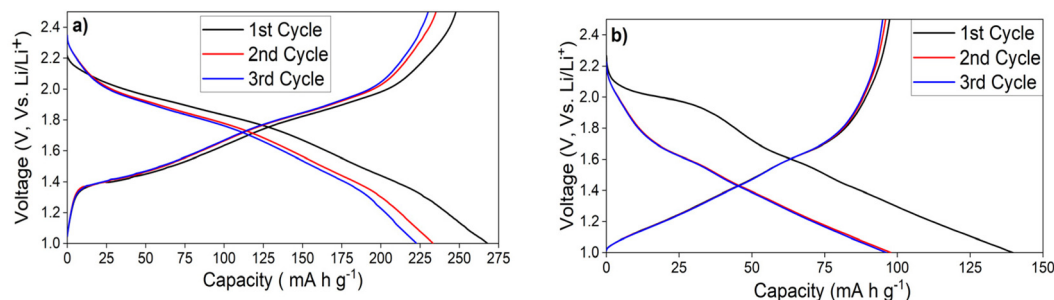 a)
1st Cycle
2nd Cycle
3rd Cycle
Voltage (V, Vs. Li/Li⁺)
2.4
2.2
2.0
1.8
1.6
1.4
1.2
1.0
0 25 50 75 100 125 150 175 200 225 250 275
Capacity ( mA h g⁻¹)
b)
1st Cycle
2nd Cycle
3rd Cycle
Voltage (V, Vs. Li/Li⁺)
2.4
2.2
2.0
1.8
1.6
1.4
1.2
1.0
0 25 50 75 100 125 150
Capacity (mA h g⁻¹)